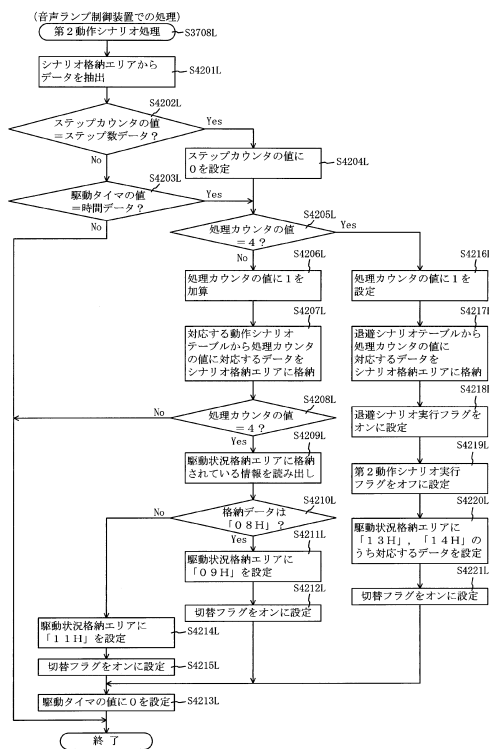 (音声ランプ制御装置での処理)
第2動作シナリオ処理
S3708L
シナリオ格納エリアから
データを抽出
S4201L
S4202L
ステップカウンタの値
=ステップ数データ?
Yes
No
ステップカウンタの値に
0を設定
S4204L
S4203L
駆動タイマの値
=時間データ?
Yes
No
S4205L
処理カウンタの値
=4?
Yes
No
S4206L
処理カウンタの値に1を
加算
S4216L
処理カウンタの値に1を
設定
S4207L
対応する動作シナリオ
テーブルから処理カウンタ
の値に対応するデータを
シナリオ格納エリアに格納
S4217L
退避シナリオテーブルから
処理カウンタの値に
対応するデータを
シナリオ格納エリアに格納
S4208L
処理カウンタの値
=4?
No
Yes
S4218L
退避シナリオ実行フラグを
オンに設定
S4209L
駆動状況格納エリアに格納
されている情報を読み出し
S4219L
第2動作シナリオ実行
フラグをオフに設定
S4210L
格納データは
「08H」?
No
Yes
S4220L
駆動状況格納エリアに
「13H」,「14H」の
うち対応するデータを設定
S4211L
駆動状況格納エリアに
「09H」を設定
S4221L
切替フラグをオンに設定
S4212L
切替フラグをオンに設定
駆動状況格納エリアに
「11H」を設定
S4214L
切替フラグをオンに設定
S4215L
駆動タイマの値に0を設定
S4213L
終了